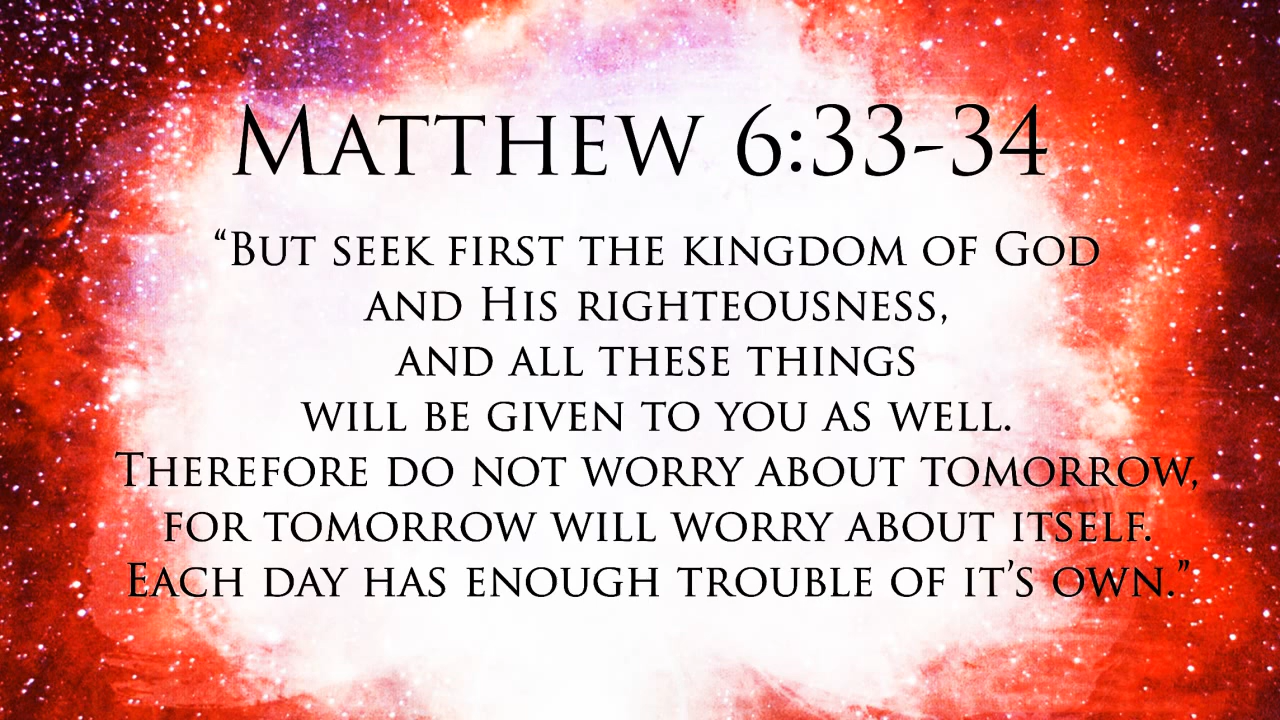 Matthew 6:33-34
“But seek first the kingdom of God
and His righteousness,
and all these things
will be given to you as well.
Therefore do not worry about tomorrow,
for tomorrow will worry about itself.
Each day has enough trouble of it’s own.”